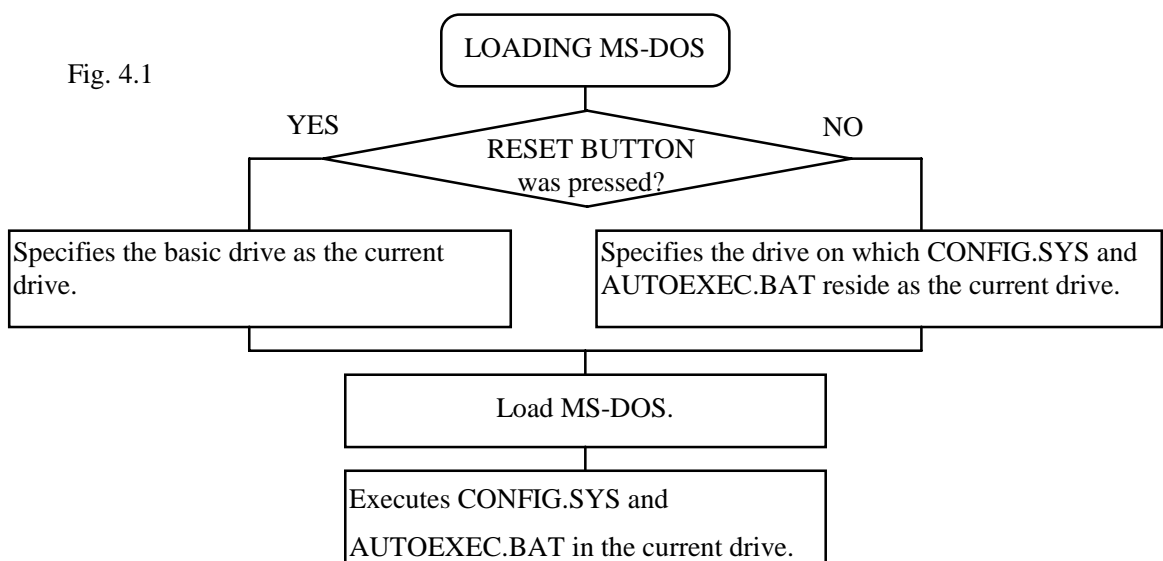 LOADING MS-DOS
Fig. 4.1
YES
NO
RESET BUTTON
was pressed?
Specifies the basic drive as the current
drive.
Specifies the drive on which CONFIG.SYS and
AUTOEXEC.BAT reside as the current drive.
Load MS-DOS.
Executes CONFIG.SYS and
AUTOEXEC.BAT in the current drive.